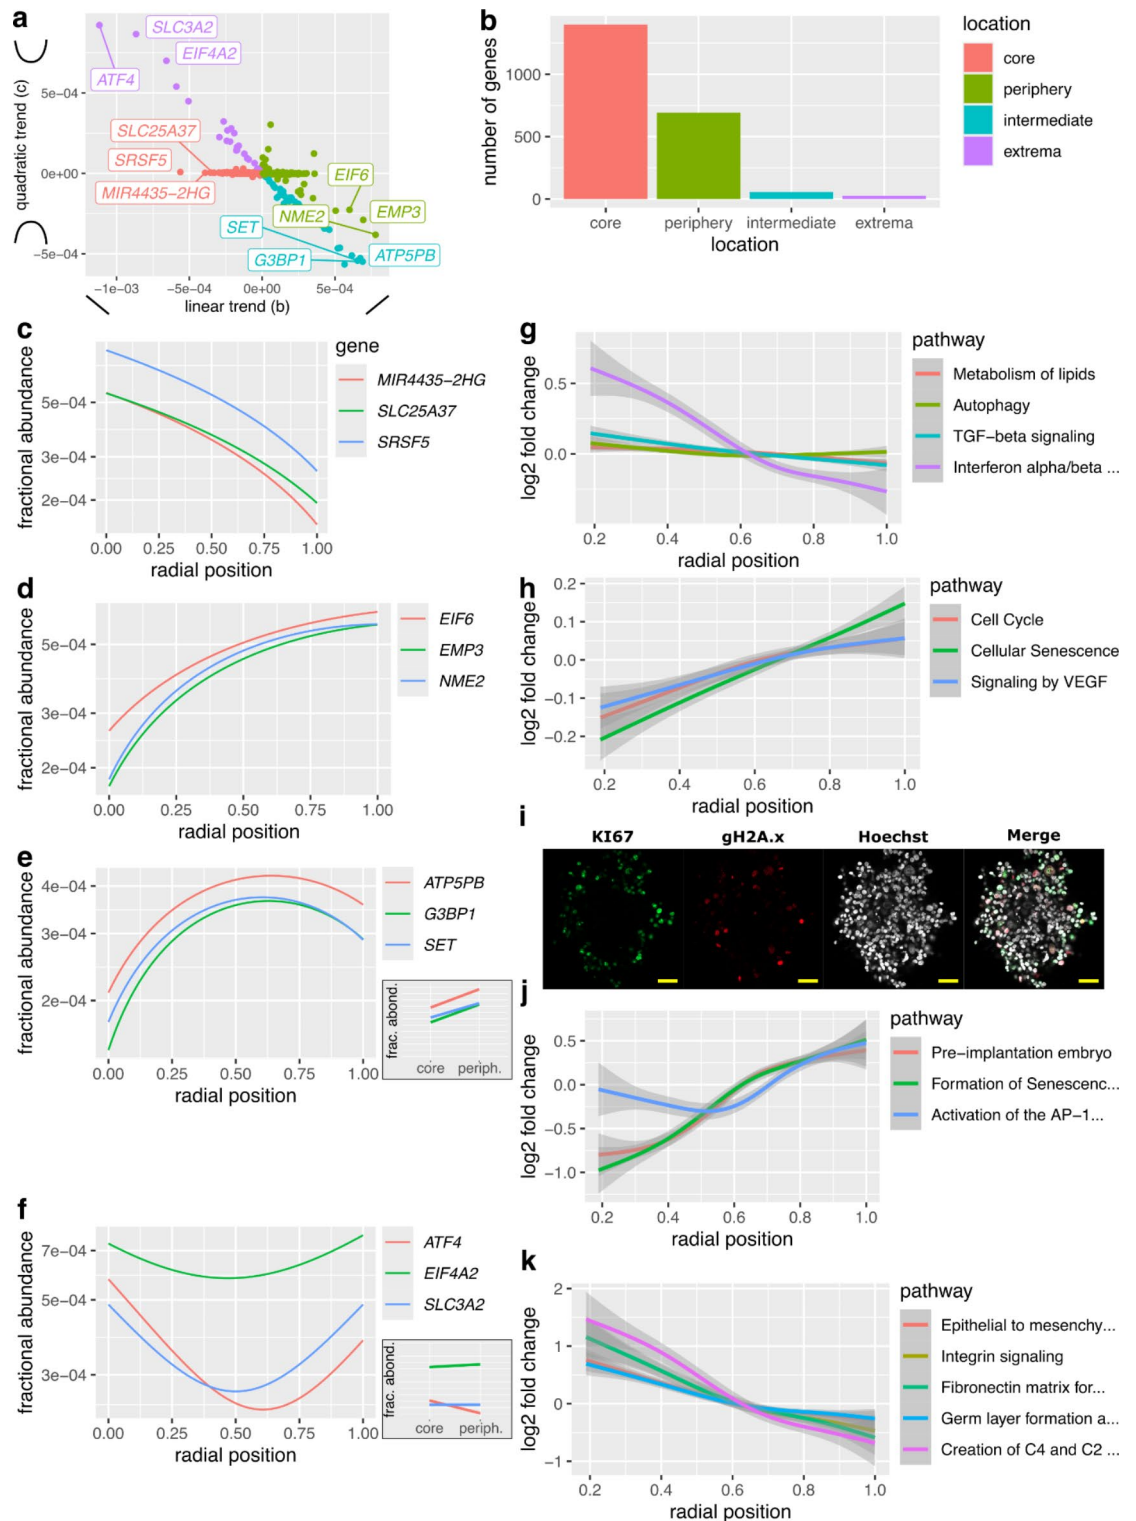 a
SLC3A2
EIF4A2
ATF4
SLC25A37
SRSF5
MIR4435−2HG
EIF6
NME2
EMP3
SET
G3BP1
ATP5PB
quadratic trend (c)
5e−04
0e+00
−5e−04
−1e−03 −5e−04 0e+00 5e−04
linear trend (b)
b
number of genes
1000
500
0
core periphery intermediate extrema
location
location
core
periphery
intermediate
extrema
c
fractional abundance
5e−04
3e−04
2e−04
0.00 0.25 0.50 0.75 1.00
radial position
gene
MIR4435−2HG
SLC25A37
SRSF5
g
log2 fold change
0.5
0.0
0.2 0.4 0.6 0.8 1.0
radial position
pathway
Metabolism of lipids
Autophagy
TGF−beta signaling
Interferon alpha/beta ...
d
fractional abundance
5e−04
3e−04
2e−04
0.00 0.25 0.50 0.75 1.00
radial position
EIF6
EMP3
NME2
h
log2 fold change
0.2
0.1
0.0
−0.1
−0.2
0.2 0.4 0.6 0.8 1.0
radial position
pathway
Cell Cycle
Cellular Senescence
Signaling by VEGF
i
KI67 gH2A.x Hoechst Merge
e
fractional abundance
4e−04
3e−04
2e−04
0.00 0.25 0.50 0.75 1.00
radial position
ATP5PB
G3BP1
SET
frac. abond.
core periph.
j
log2 fold change
0.5
0.0
−0.5
−1.0
0.2 0.4 0.6 0.8 1.0
radial position
pathway
Pre−implantation embryo
Formation of Senescenc...
Activation of the AP−1...
f
fractional abundance
7e−04
5e−04
3e−04
0.00 0.25 0.50 0.75 1.00
radial position
ATF4
EIF4A2
SLC3A2
frac. abond.
core periph.
k
log2 fold change
2
1
0
−1
0.2 0.4 0.6 0.8 1.0
radial position
pathway
Epithelial to mesenchy...
Integrin signaling
Fibronectin matrix for...
Germ layer formation a...
Creation of C4 and C2 ...